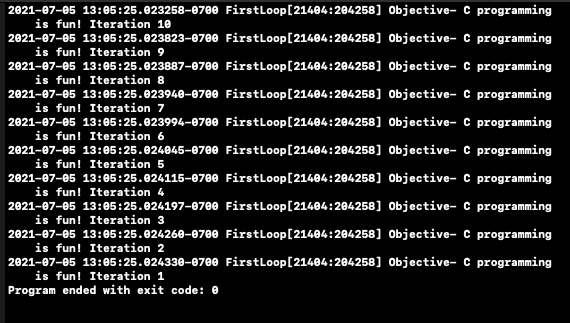 2021-07-05 13:05:25.023258-0700 FirstLoop[21404:204258] Objective- C programming
is fun! Iteration 10
2021-07-05 13:05:25.023823-0700 FirstLoop[21404:204258] Objective- C programming
is fun! Iteration 9
2021-07-05 13:05:25.023887-0700 FirstLoop[21404:204258] Objective- C programming
is fun! Iteration 8
2021-07-05 13:05:25.023940-0700 FirstLoop[21404:204258] Objective- C programming
is fun! Iteration 7
2021-07-05 13:05:25.023994-0700 FirstLoop[21404:204258] Objective- C programming
is fun! Iteration 6
2021-07-05 13:05:25.024045-0700 FirstLoop[21404:204258] Objective- C programming
is fun! Iteration 5
2021-07-05 13:05:25.024115-0700 FirstLoop[21404:204258] Objective- C programming
is fun! Iteration 4
2021-07-05 13:05:25.024197-0700 FirstLoop[21404:204258] Objective- C programming
is fun! Iteration 3
2021-07-05 13:05:25.024260-0700 FirstLoop[21404:204258] Objective- C programming
is fun! Iteration 2
2021-07-05 13:05:25.024330-0700 FirstLoop[21404:204258] Objective- C programming
is fun! Iteration 1
Program ended with exit code: 0